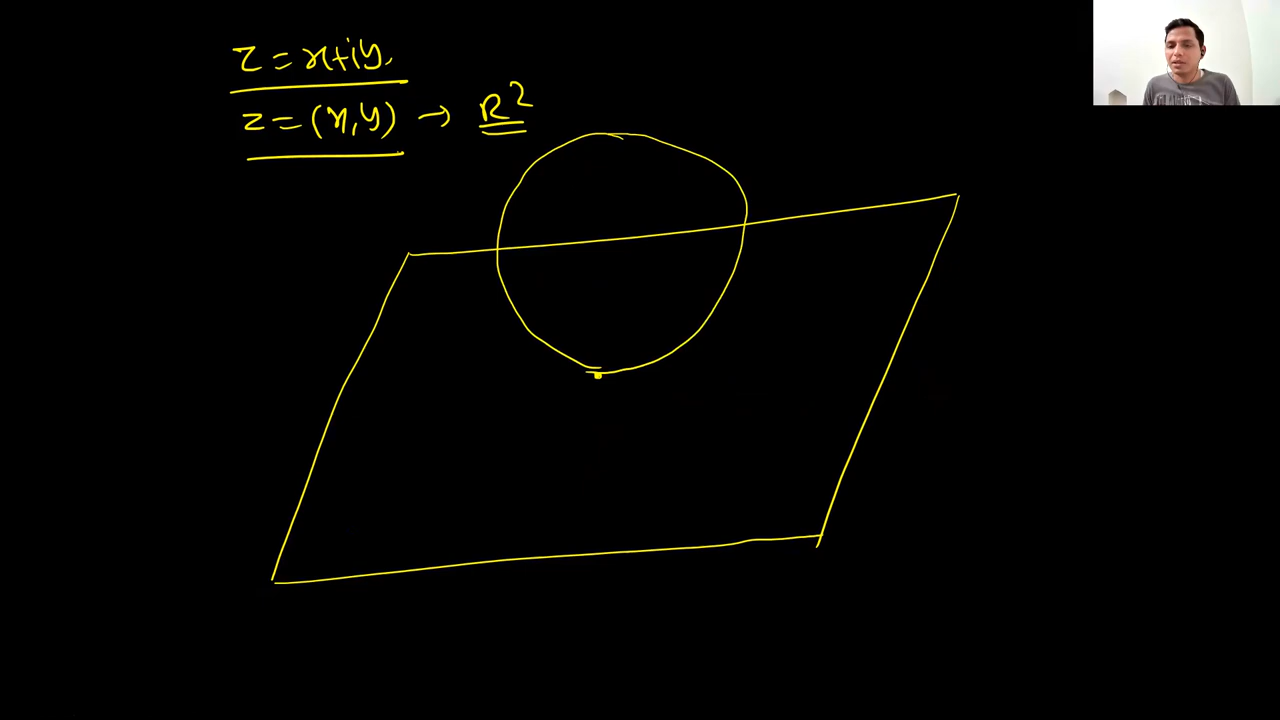 z = x+iy.
z = (x,y) → R²